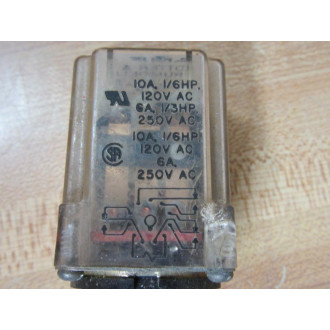 10A, 1/6HP,
120V AC
6A, 1/3HP,
250V AC
10A, 1/6HP
120V AC
6A,
250V AC